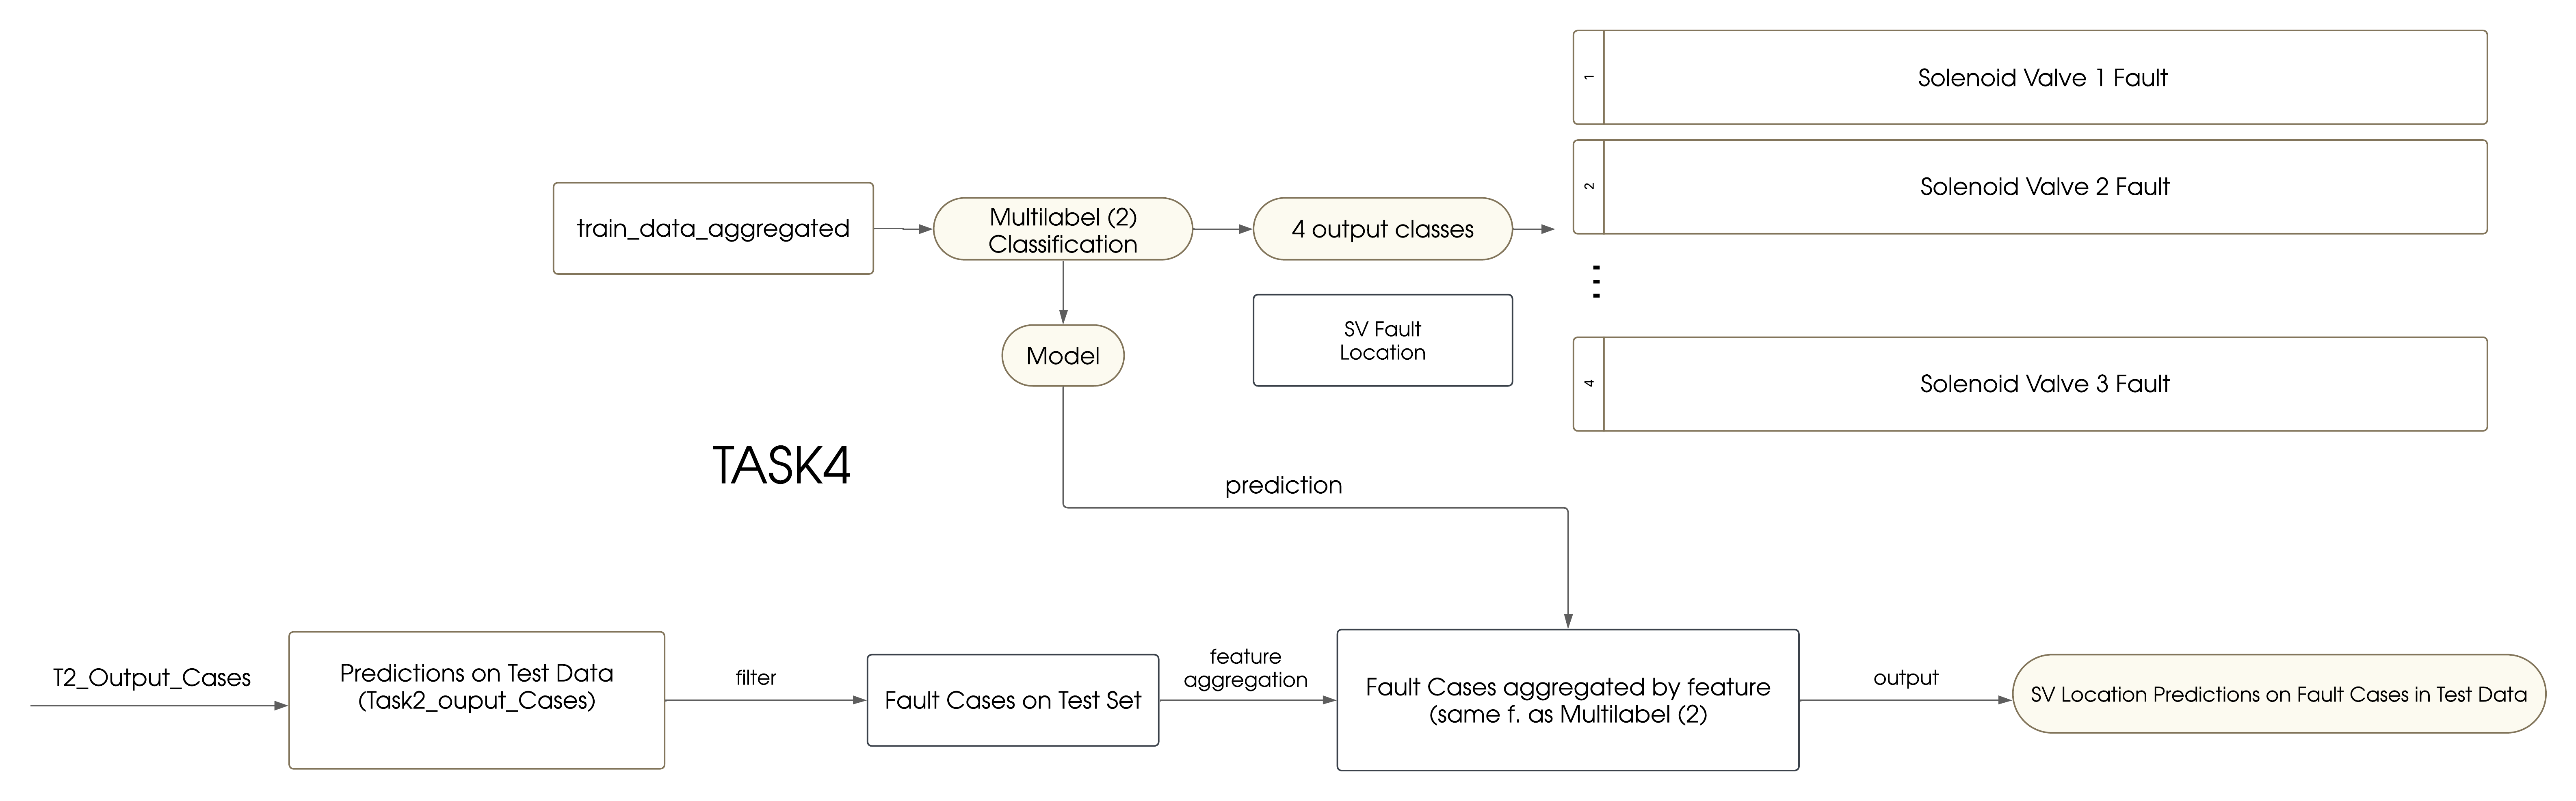 1
Solenoid Valve 1 Fault
2
Solenoid Valve 2 Fault
train_data_aggregated
Multilabel (2)
Classification
4 output classes
SV Fault
Location
Model
4
Solenoid Valve 3 Fault
TASK4
prediction
T2_Output_Cases
Predictions on Test Data
(Task2_ouput_Cases)
filter
Fault Cases on Test Set
feature
aggregation
Fault Cases aggregated by feature
(same f. as Multilabel (2)
output
SV Location Predictions on Fault Cases in Test Data